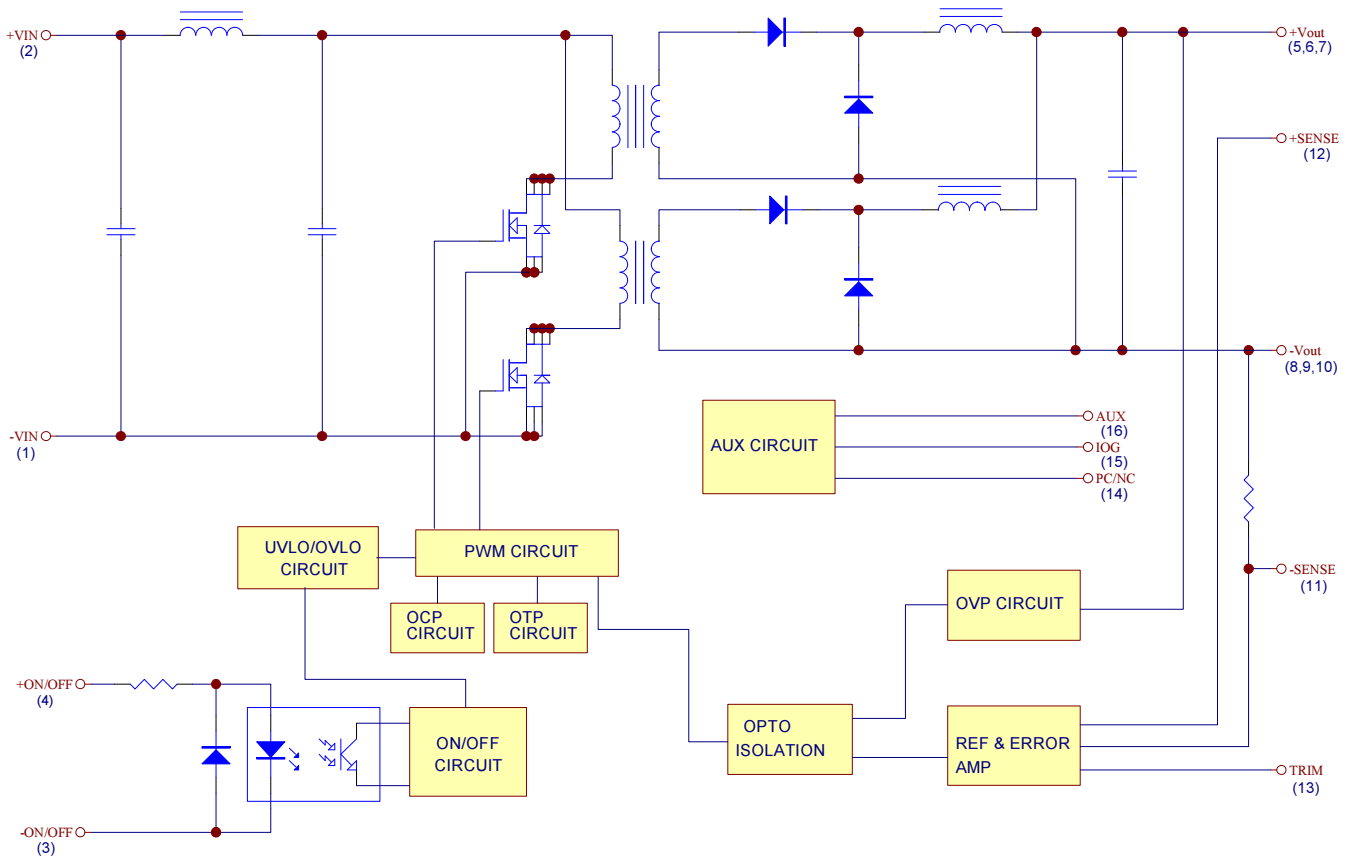 +VIN
(2)
+Vout
(5,6,7)
+SENSE
(12)
-Vout
(8,9,10)
-VIN
(1)
AUX CIRCUIT
AUX
(16)
IOG
(15)
PC/NC
(14)
UVLO/OVLO
CIRCUIT
PWM CIRCUIT
OCP
CIRCUIT
OTP
CIRCUIT
OVP CIRCUIT
-SENSE
(11)
+ON/OFF
(4)
ON/OFF
CIRCUIT
OPTO
ISOLATION
REF & ERROR
AMP
TRIM
(13)
-ON/OFF
(3)